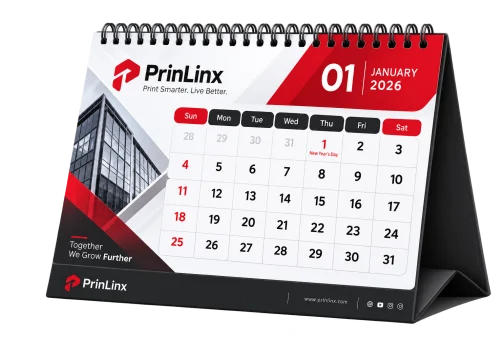 PrinLinx
Print Smarter. Live Better.
01 JANUARY
2026
Sun Mon Tue Wed Thu Fri Sat
28 29 30 31 1 2 3
New Year's Day
4 5 6 7 8 9 10
11 12 13 14 15 16 17
18 19 20 21 22 23 24
25 26 27 28 29 30 31
Together
We Grow Further
PrinLinx
www.prinlinx.com